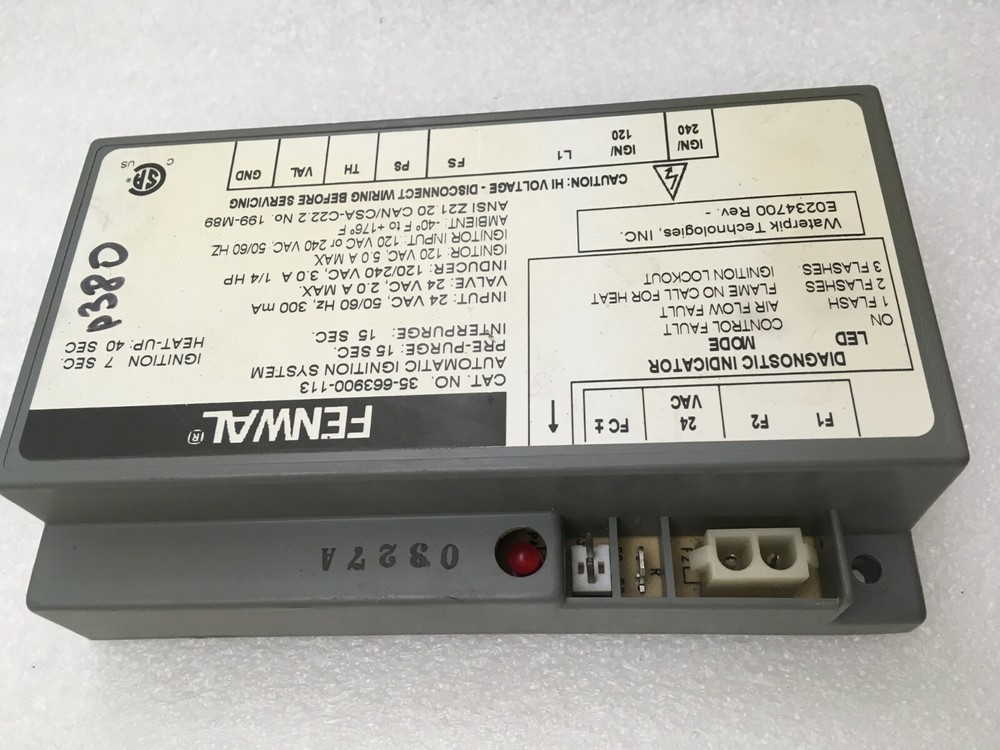 F1
F2
24
VAC
FC ±
FENWAL®
DIAGNOSTIC INDICATOR
LED MODE
ON CONTROL FAULT
1 FLASH AIR FLOW FAULT
2 FLASHES FLAME NO CALL FOR HEAT
3 FLASHES IGNITION LOCKOUT
Waterpik Technologies, INC.
E0234700 Rev. -
CAT. NO. 35-663900-113
AUTOMATIC IGNITION SYSTEM
PRE-PURGE: 15 SEC. IGNITION 7 SEC.
INTERPURGE: 15 SEC. HEAT-UP: 40 SEC
INPUT: 24 VAC, 50/60 Hz, 300 mA
VALVE: 24 VAC, 2.0 A MAX.
INDUCER: 120/240 VAC, 3.0 A 1/4 HP
IGNITOR: 120 VAC, 5.0 A MAX
IGNITOR INPUT: 120 VAC or 240 VAC, 50/60 HZ
AMBIENT: -40° F to +176° F
ANSI Z21.20 CAN/CSA-C22.2 No. 199-M89
CAUTION: HI VOLTAGE - DISCONNECT WIRING BEFORE SERVICING
IGN/
240
IGN/
120
L1
FS
PS
TH
VAL
GND
C US
p380
0327A